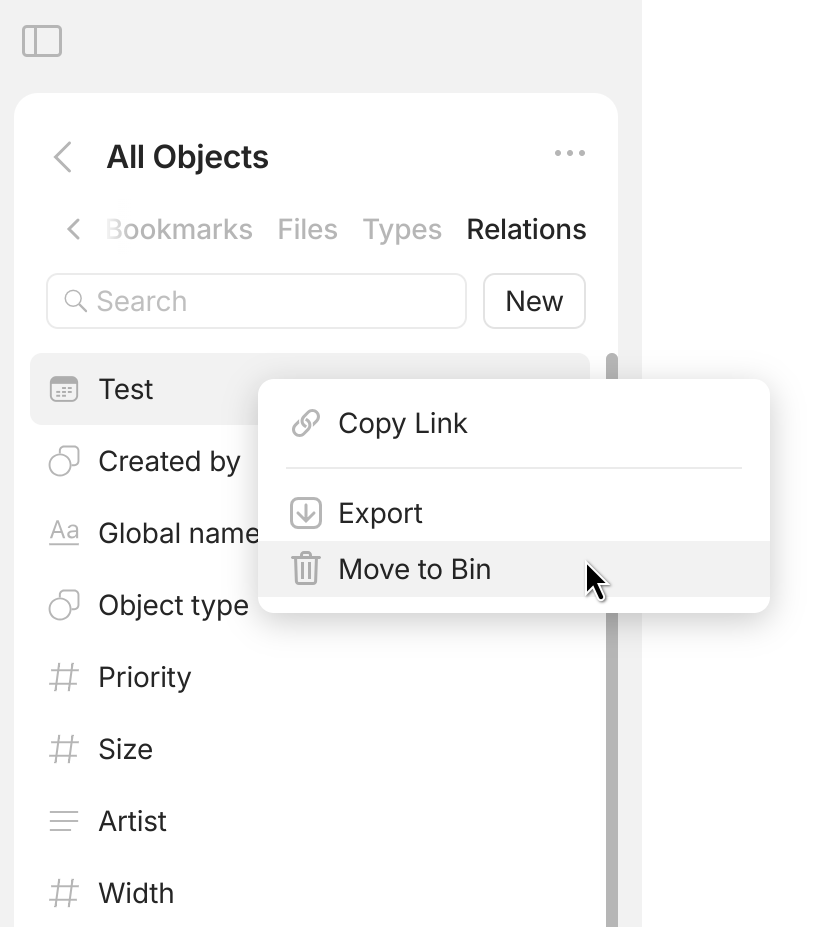 All Objects
Bookmarks Files Types Relations
Search New
Test
Copy Link
Created by
Export
Aa Global name
Move to Bin
Object type
Priority
Size
Artist
Width